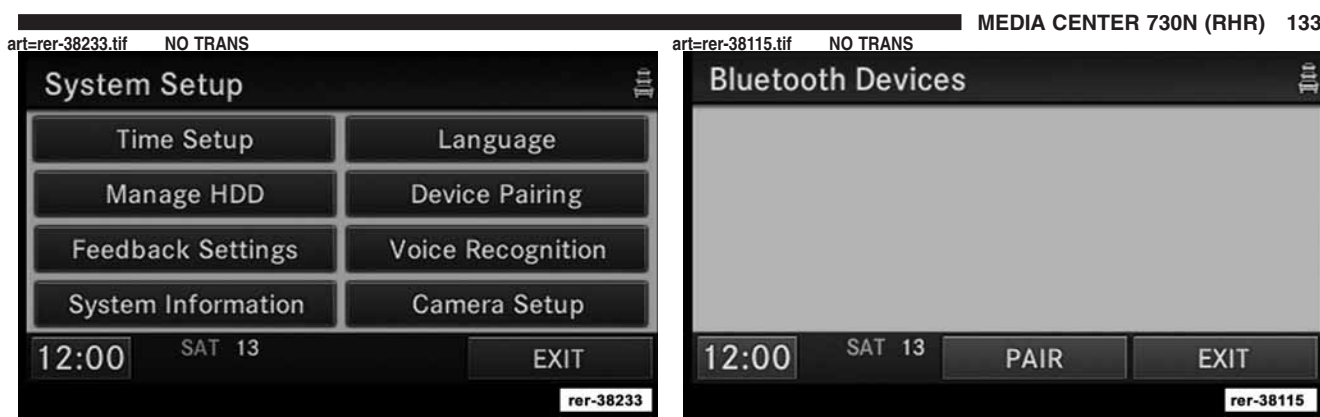 MEDIA CENTER 730N (RHR) 133
art=rer-38233.tif NO TRANS
System Setup
Time Setup Language
Manage HDD Device Pairing
Feedback Settings Voice Recognition
System Information Camera Setup
12:00 SAT 13 EXIT
rer-38233
art=rer-38115.tif NO TRANS
Bluetooth Devices
12:00 SAT 13 PAIR EXIT
rer-38115